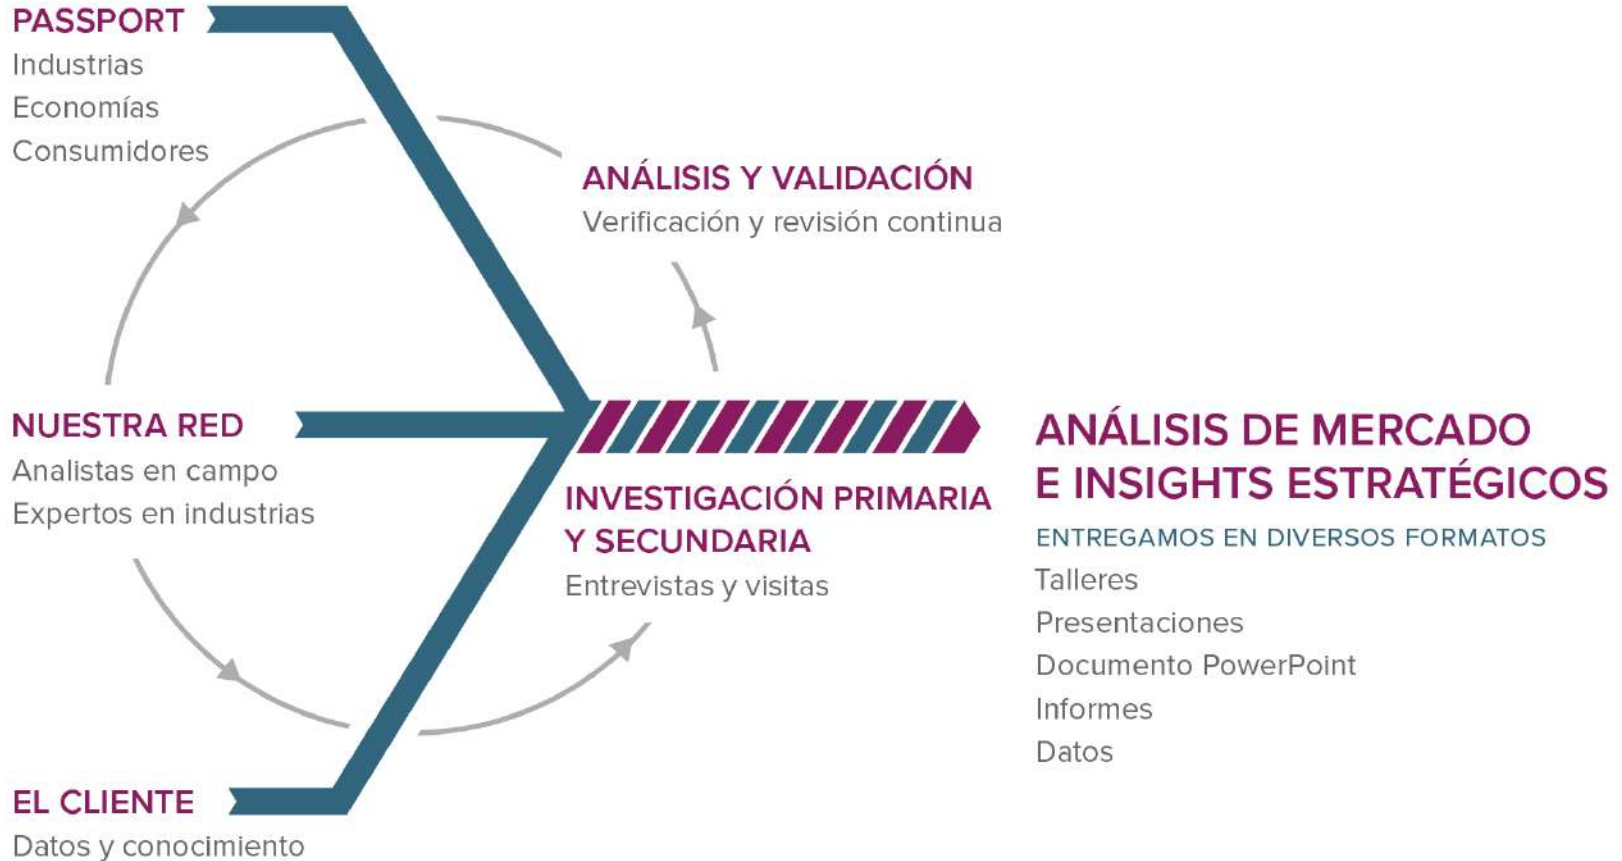 PASSPORT
Industrias
Economías
Consumidores
ANÁLISIS Y VALIDACIÓN
Verificación y revisión continua
NUESTRA RED
Analistas en campo
Expertos en industrias
INVESTIGACIÓN PRIMARIA
Y SECUNDARIA
Entrevistas y visitas
EL CLIENTE
Datos y conocimiento
ANÁLISIS DE MERCADO
E INSIGHTS ESTRATÉGICOS
ENTREGAMOS EN DIVERSOS FORMATOS
Talleres
Presentaciones
Documento PowerPoint
Informes
Datos